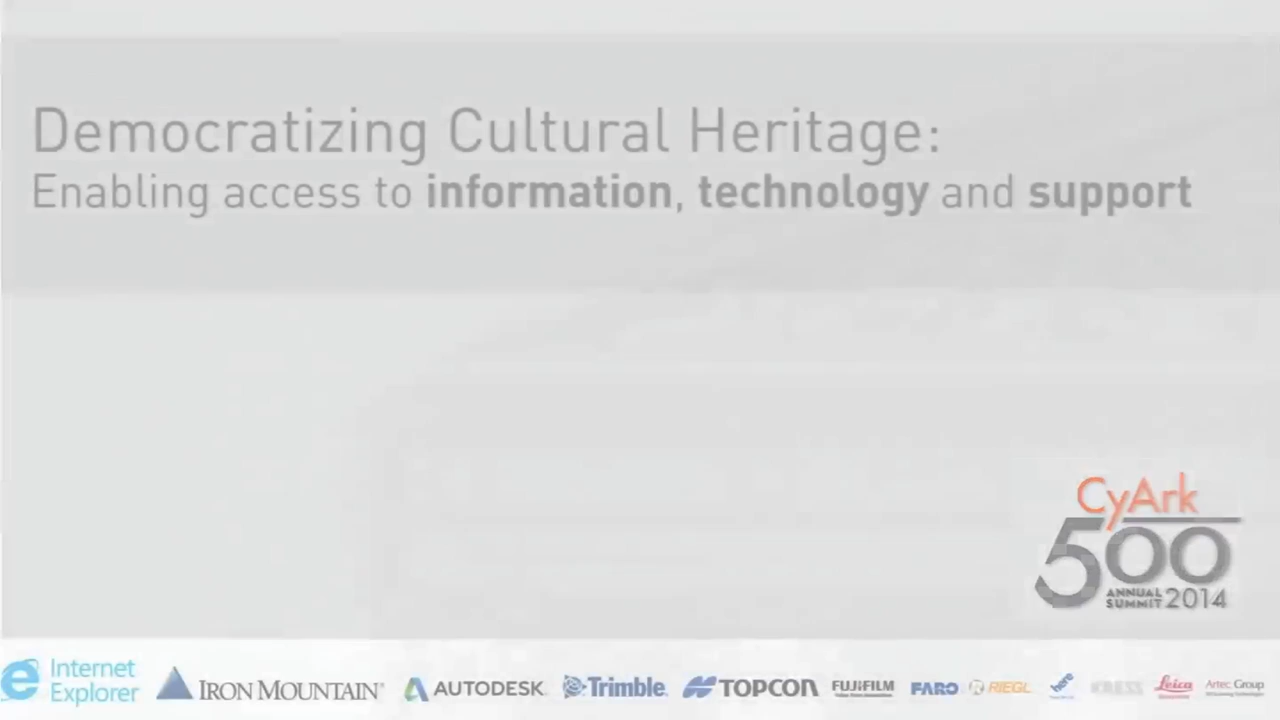 Democratizing Cultural Heritage:
Enabling access to information, technology and support
CyArk
500
ANNUAL
SUMMIT 2014
Internet
Explorer
IRON MOUNTAIN
AUTODESK
Trimble
TOPCON
FUJIFILM
FARO
RIEGL
Leica
Artec Group